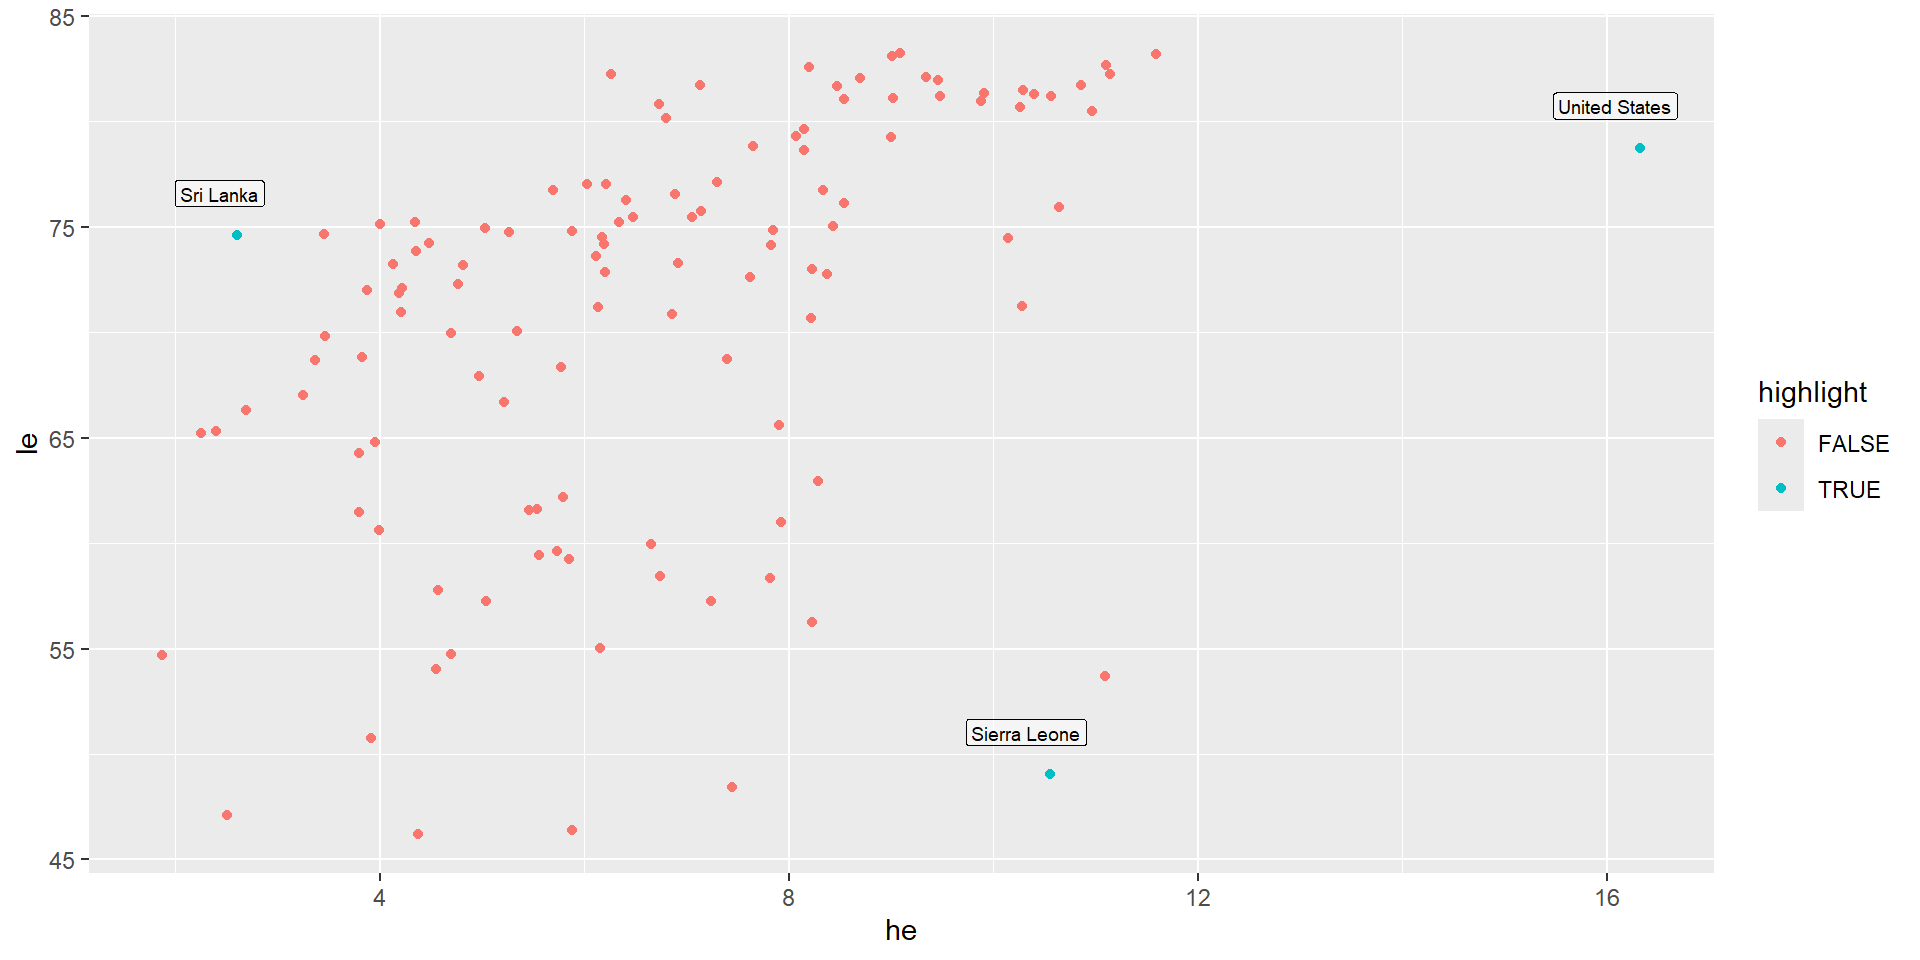 85
75
65
55
45
le
United States
Sri Lanka
Sierra Leone
4 8 12 16
he
highlight
FALSE
TRUE